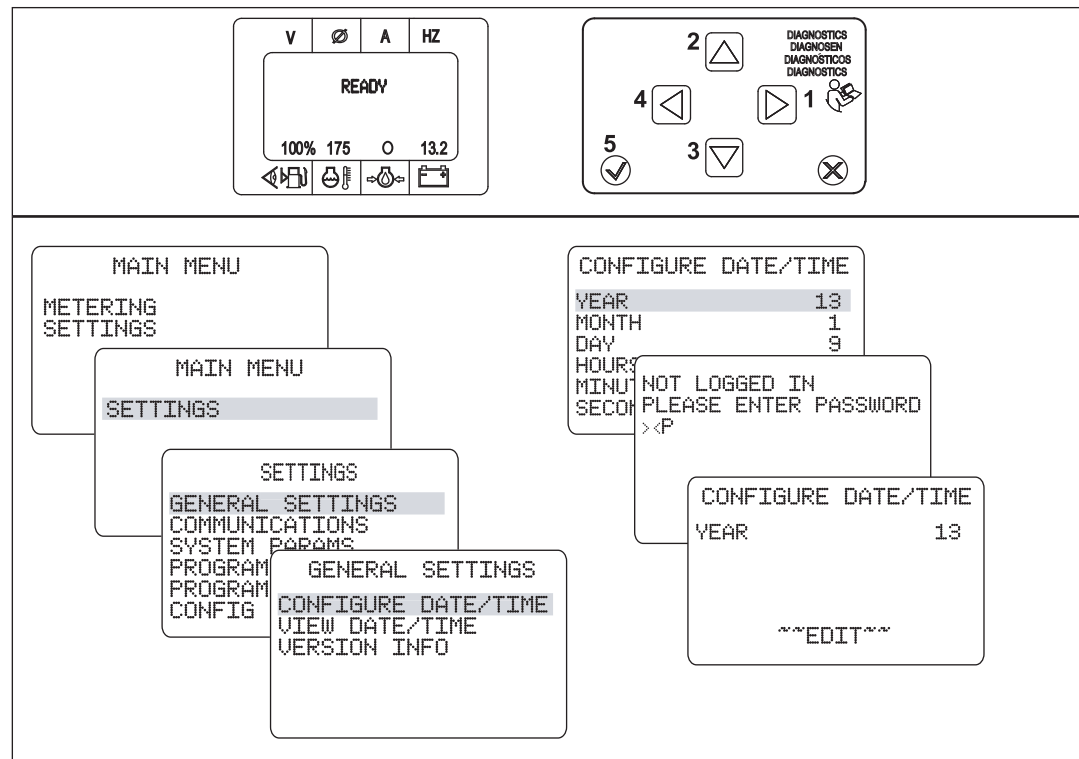 V Ø A HZ
READY
100% 175 O 13.2
2
DIAGNOSTICS
DIAGNOSEN
DIAGNÓSTICOS
DIAGNOSTICS
4
1
5
3
MAIN MENU
METERING
SETTINGS
MAIN MENU
SETTINGS
SETTINGS
GENERAL SETTINGS
COMMUNICATIONS
SYSTEM PARAMS
PROGRAM
PROGRAM
CONFIG
GENERAL SETTINGS
CONFIGURE DATE/TIME
VIEW DATE/TIME
VERSION INFO
CONFIGURE DATE/TIME
YEAR 13
MONTH 1
DAY 9
HOURS
MINUT
SECON
NOT LOGGED IN
PLEASE ENTER PASSWORD
><P
CONFIGURE DATE/TIME
YEAR 13
~~EDIT~~